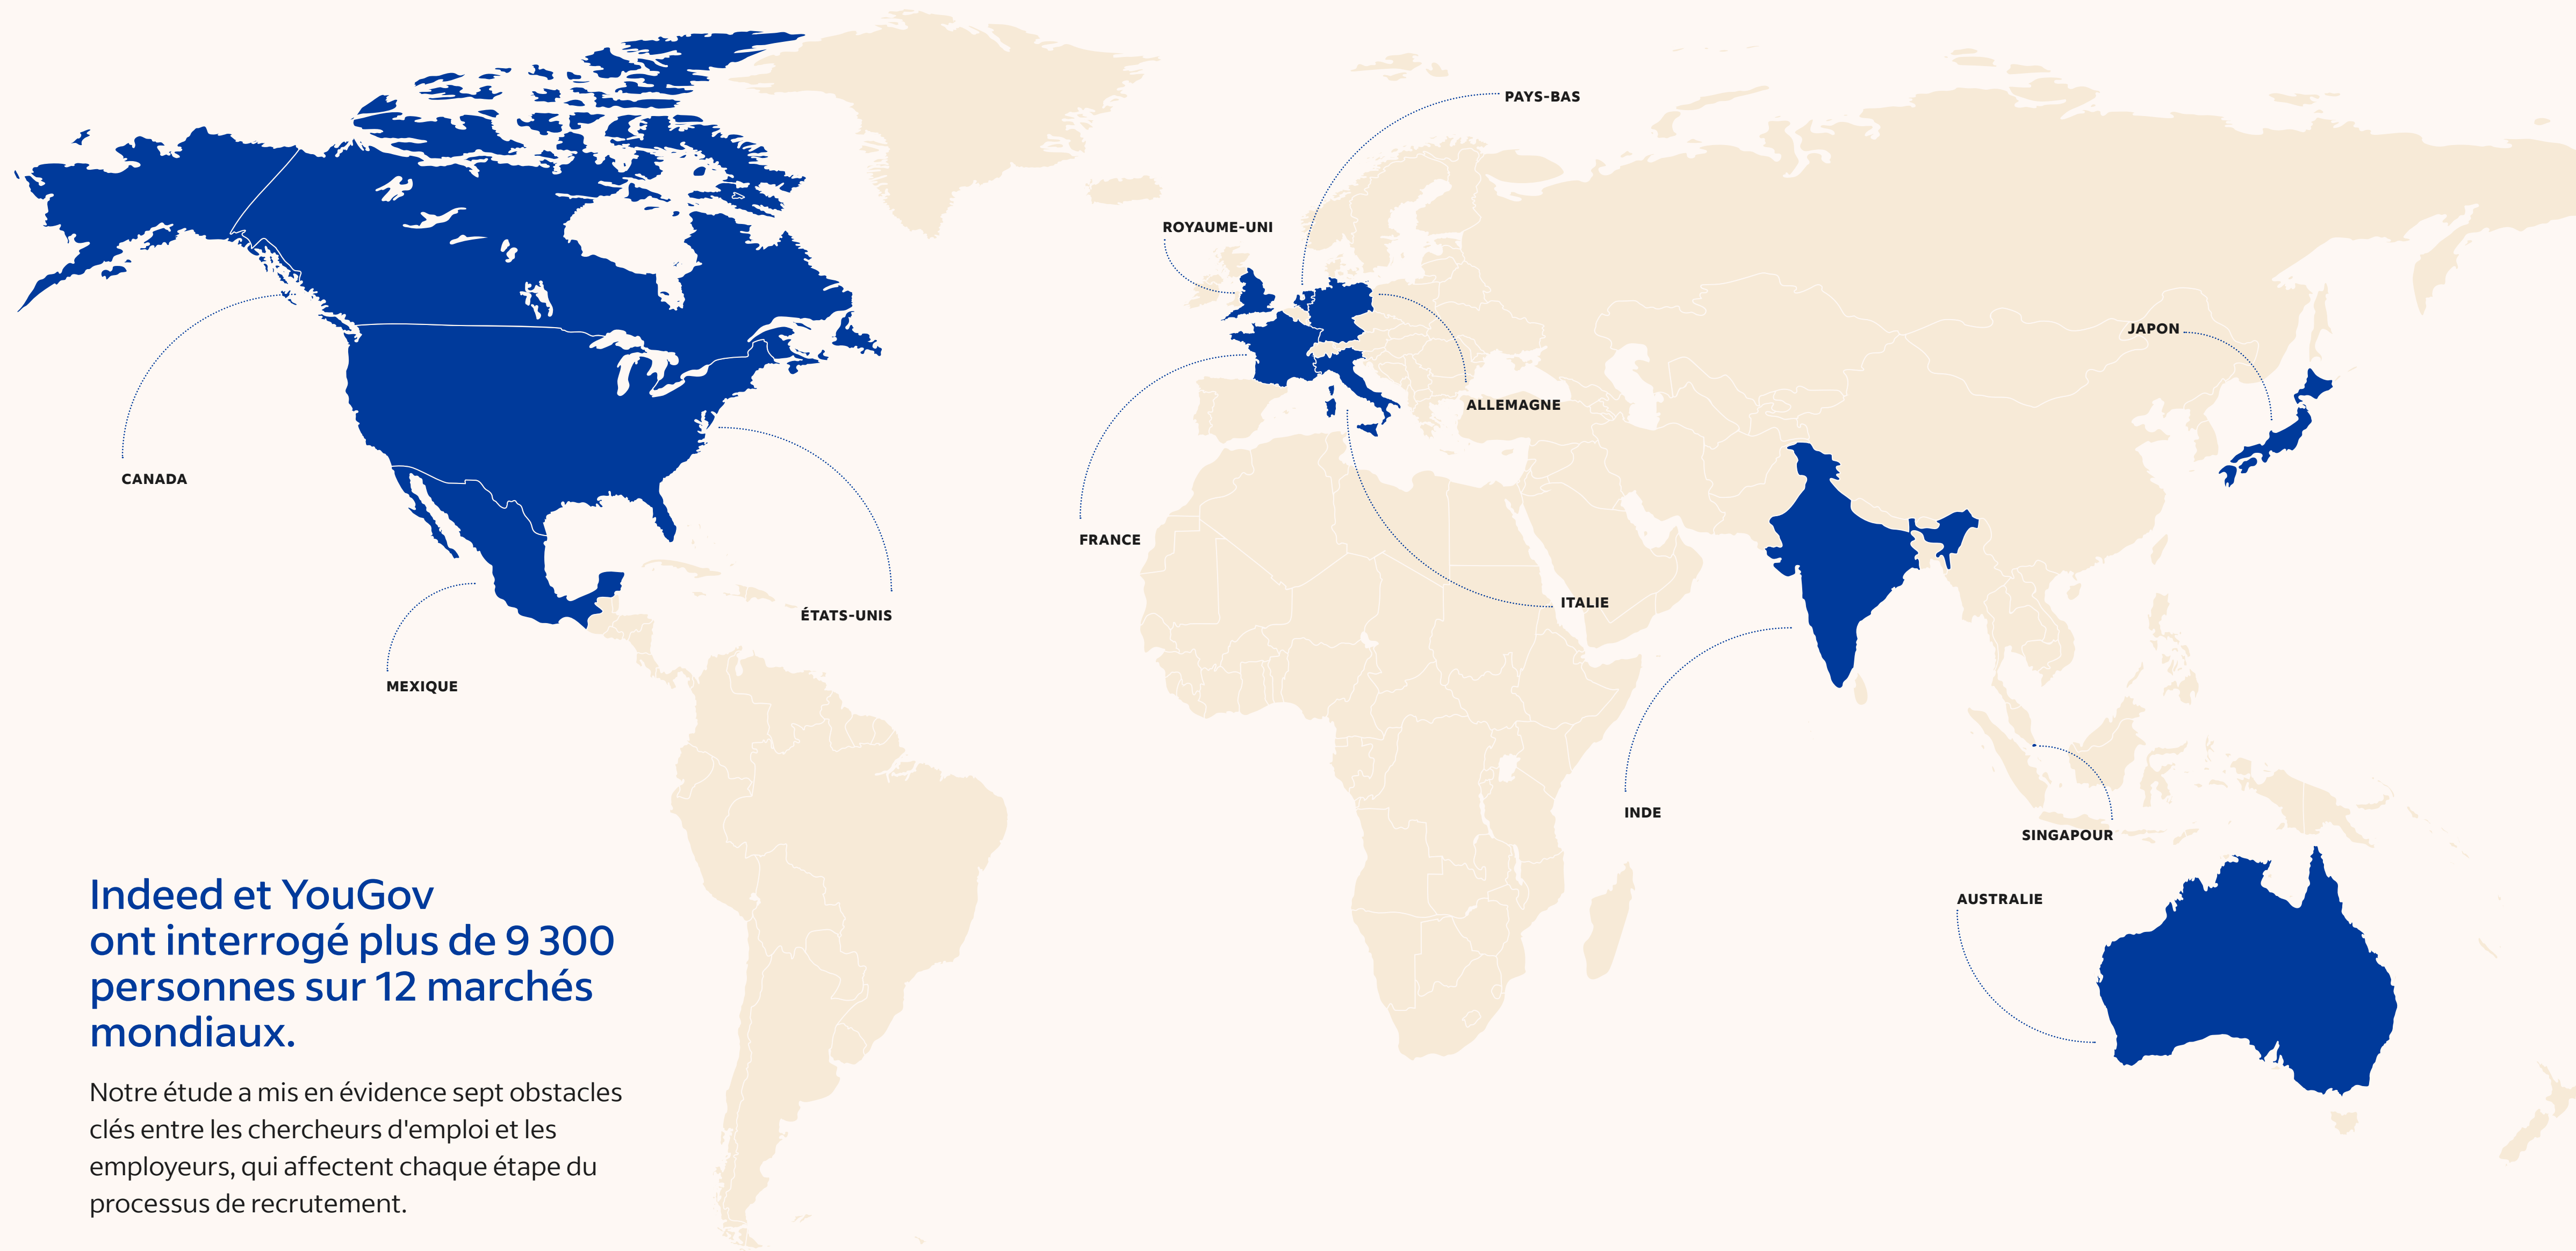 PAYS-BAS
ROYAUME-UNI
JAPON
ALLEMAGNE
CANADA
FRANCE
ITALIE
ÉTATS-UNIS
MEXIQUE
INDE
SINGAPOUR
AUSTRALIE
Indeed et YouGov
ont interrogé plus de 9 300
personnes sur 12 marchés
mondiaux.
Notre étude a mis en évidence sept obstacles
clés entre les chercheurs d'emploi et les
employeurs, qui affectent chaque étape du
processus de recrutement.